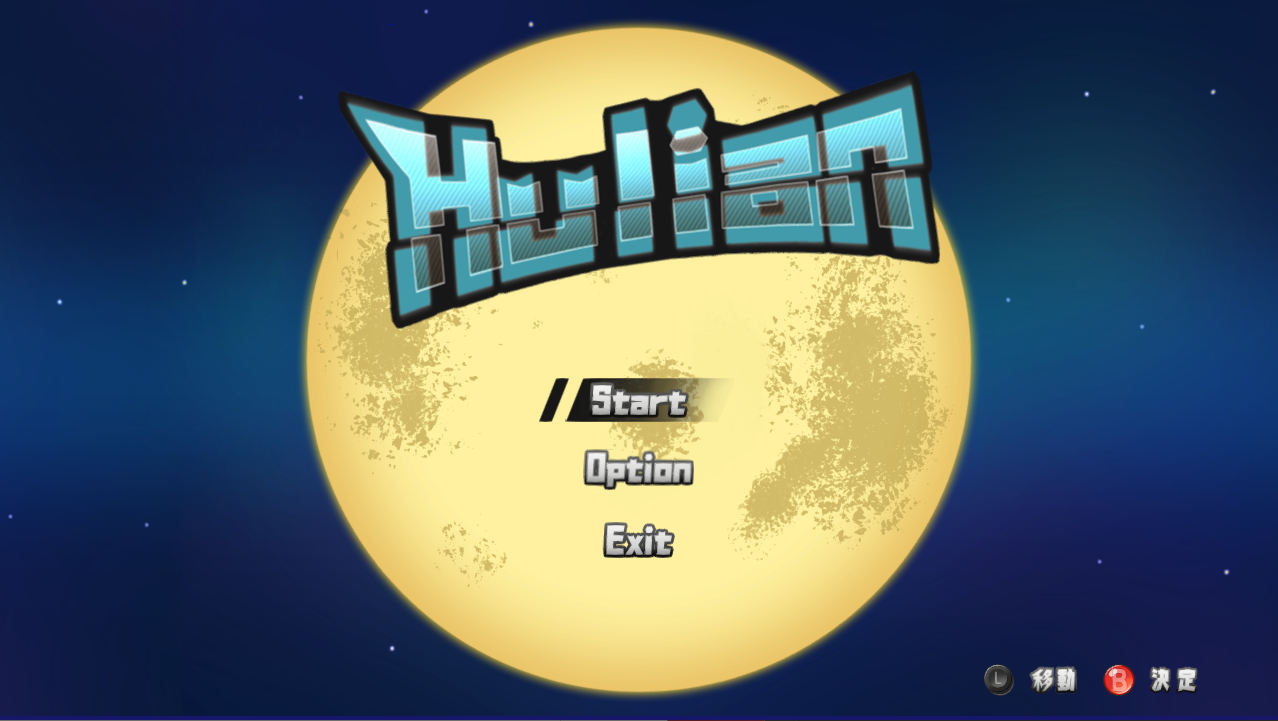 Hulian
Start
Option
Exit
L 移動 B 決定